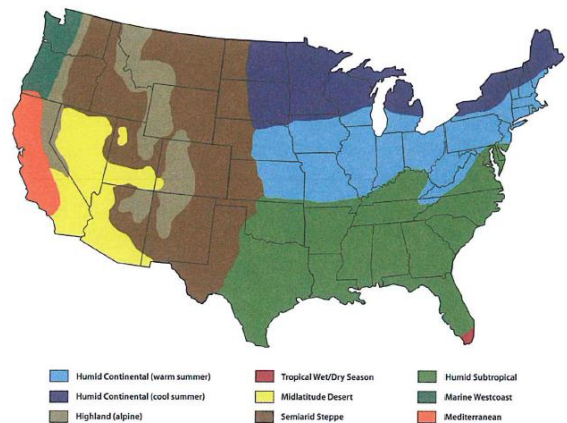 Humid Continental (warm summer)
Tropical Wet/Dry Season
Humid Subtropical
Humid Continental (cool summer)
Midlatitude Desert
Marine Westcoast
Highland (alpine)
Semiarid Steppe
Mediterranean